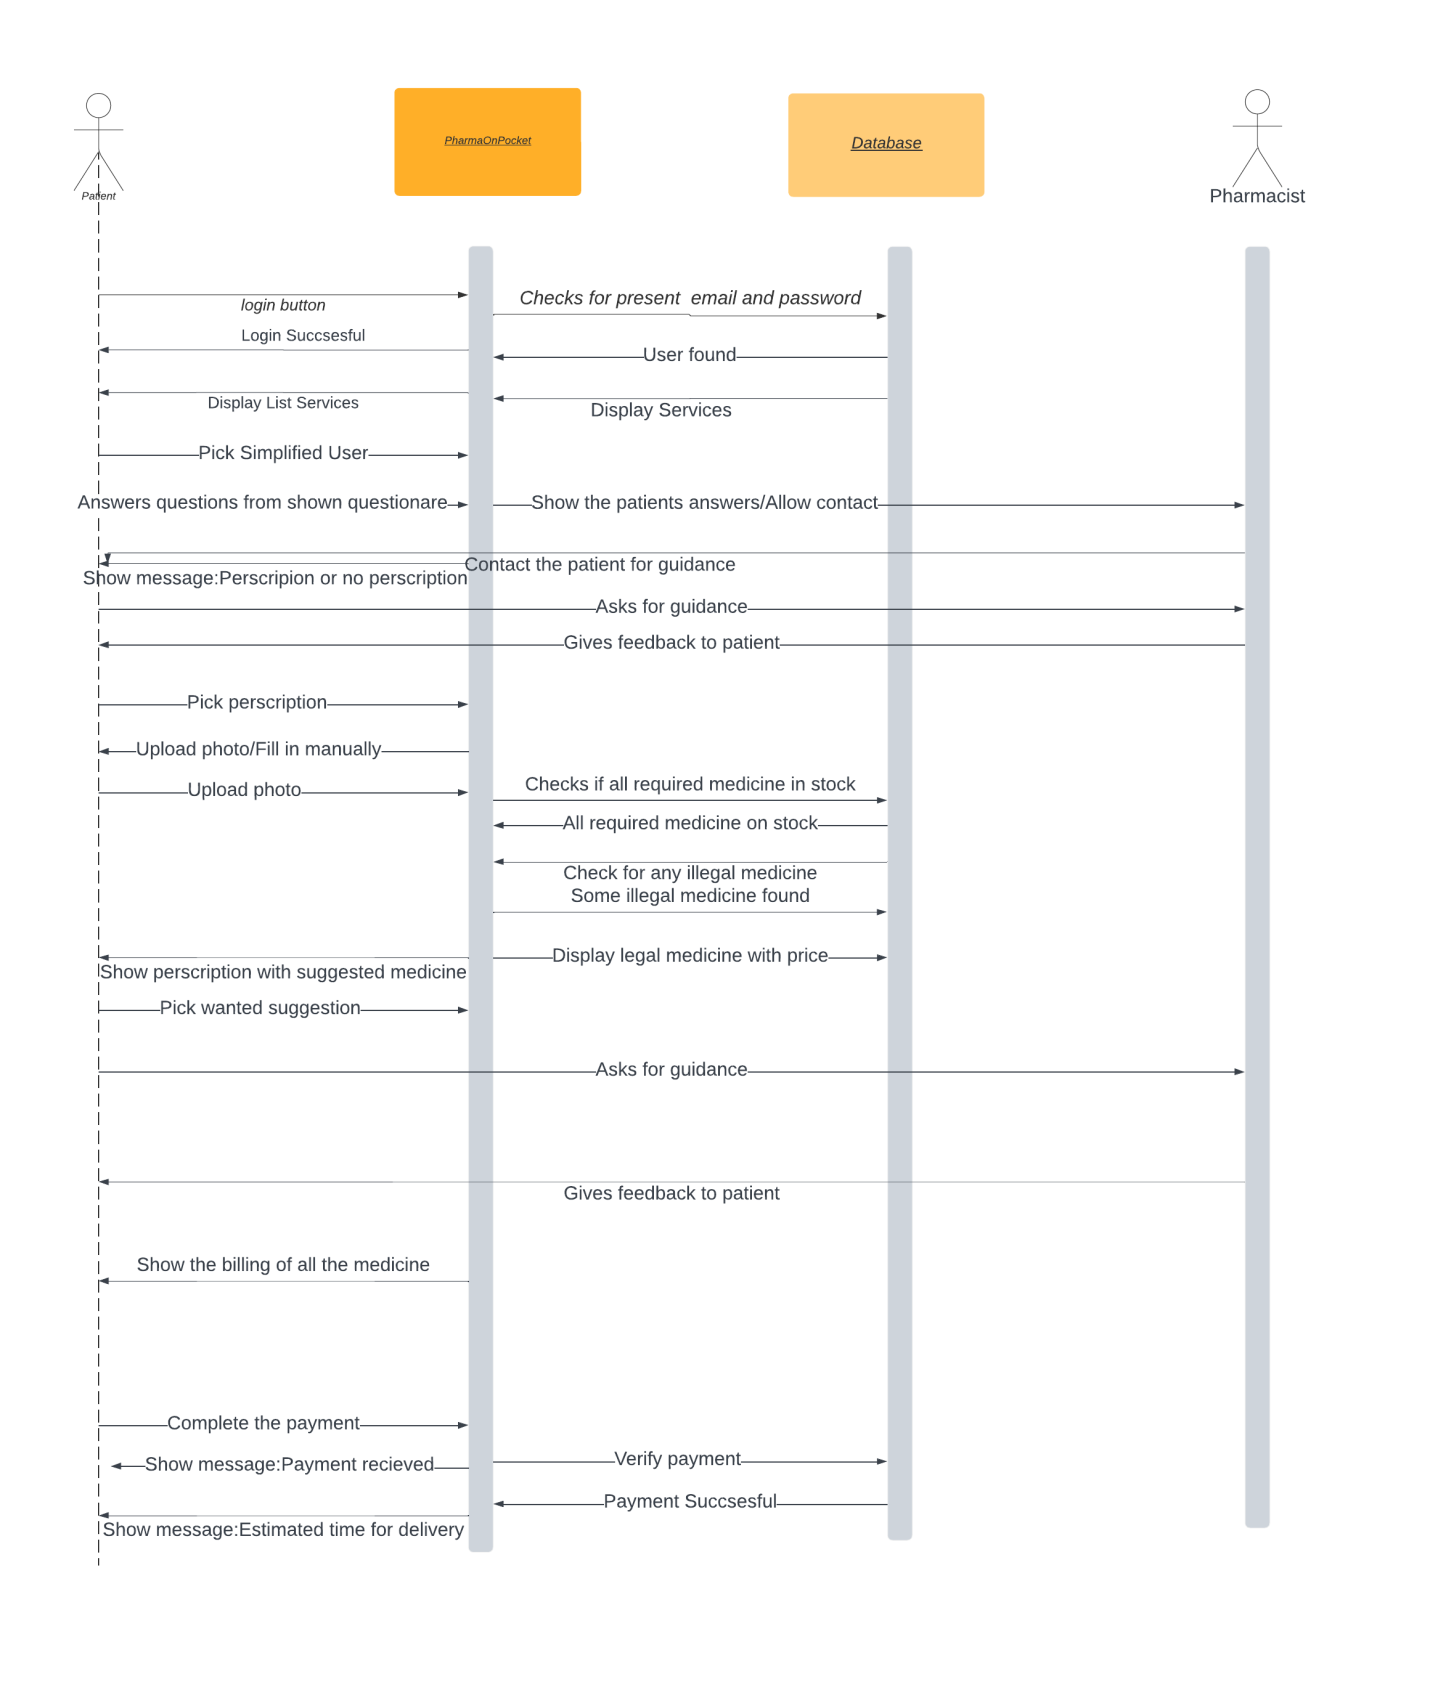 PharmaOnPocket
Database
Patient
Pharmacist
login button
Checks for present  email and password
Login Succsesful
User found
Display List Services
Display Services
Pick Simplified User
Answers questions from shown questionare
Show the patients answers/Allow contact
Contact the patient for guidance
Show message:Perscripion or no perscription
Asks for guidance
Gives feedback to patient
Pick perscription
Upload photo/Fill in manually
Upload photo
Checks if all required medicine in stock
All required medicine on stock
Check for any illegal medicine
Some illegal medicine found
Display legal medicine with price
Show perscription with suggested medicine
Pick wanted suggestion
Asks for guidance
Gives feedback to patient
Show the billing of all the medicine
Complete the payment
Verify payment
Show message:Payment recieved
Payment Succsesful
Show message:Estimated time for delivery